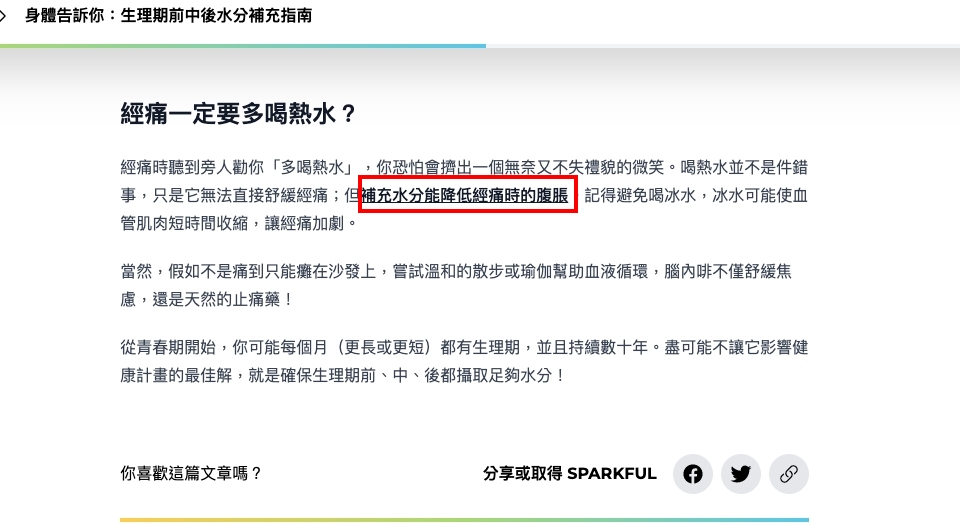 身體告訴你：生理期前中後水分補充指南
經痛一定要多喝熱水？
經痛時聽到旁人勸你「多喝熱水」，你恐怕會擠出一個無奈又不失禮貌的微笑。喝熱水並不是件錯
事，只是它無法直接舒緩經痛；但補充水分能降低經痛時的腹脹，記得避免喝冰水，冰水可能使血
管肌肉短時間收縮，讓經痛加劇。
當然，假如不是痛到只能癱在沙發上，嘗試溫和的散步或瑜伽幫助血液循環，腦內啡不僅舒緩焦
慮，還是天然的止痛藥！
從青春期開始，你可能每個月（更長或更短）都有生理期，並且持續數十年。盡可能不讓它影響健
康計畫的最佳解，就是確保生理期前、中、後都攝取足夠水分！
你喜歡這篇文章嗎？
分享或取得 SPARKFUL